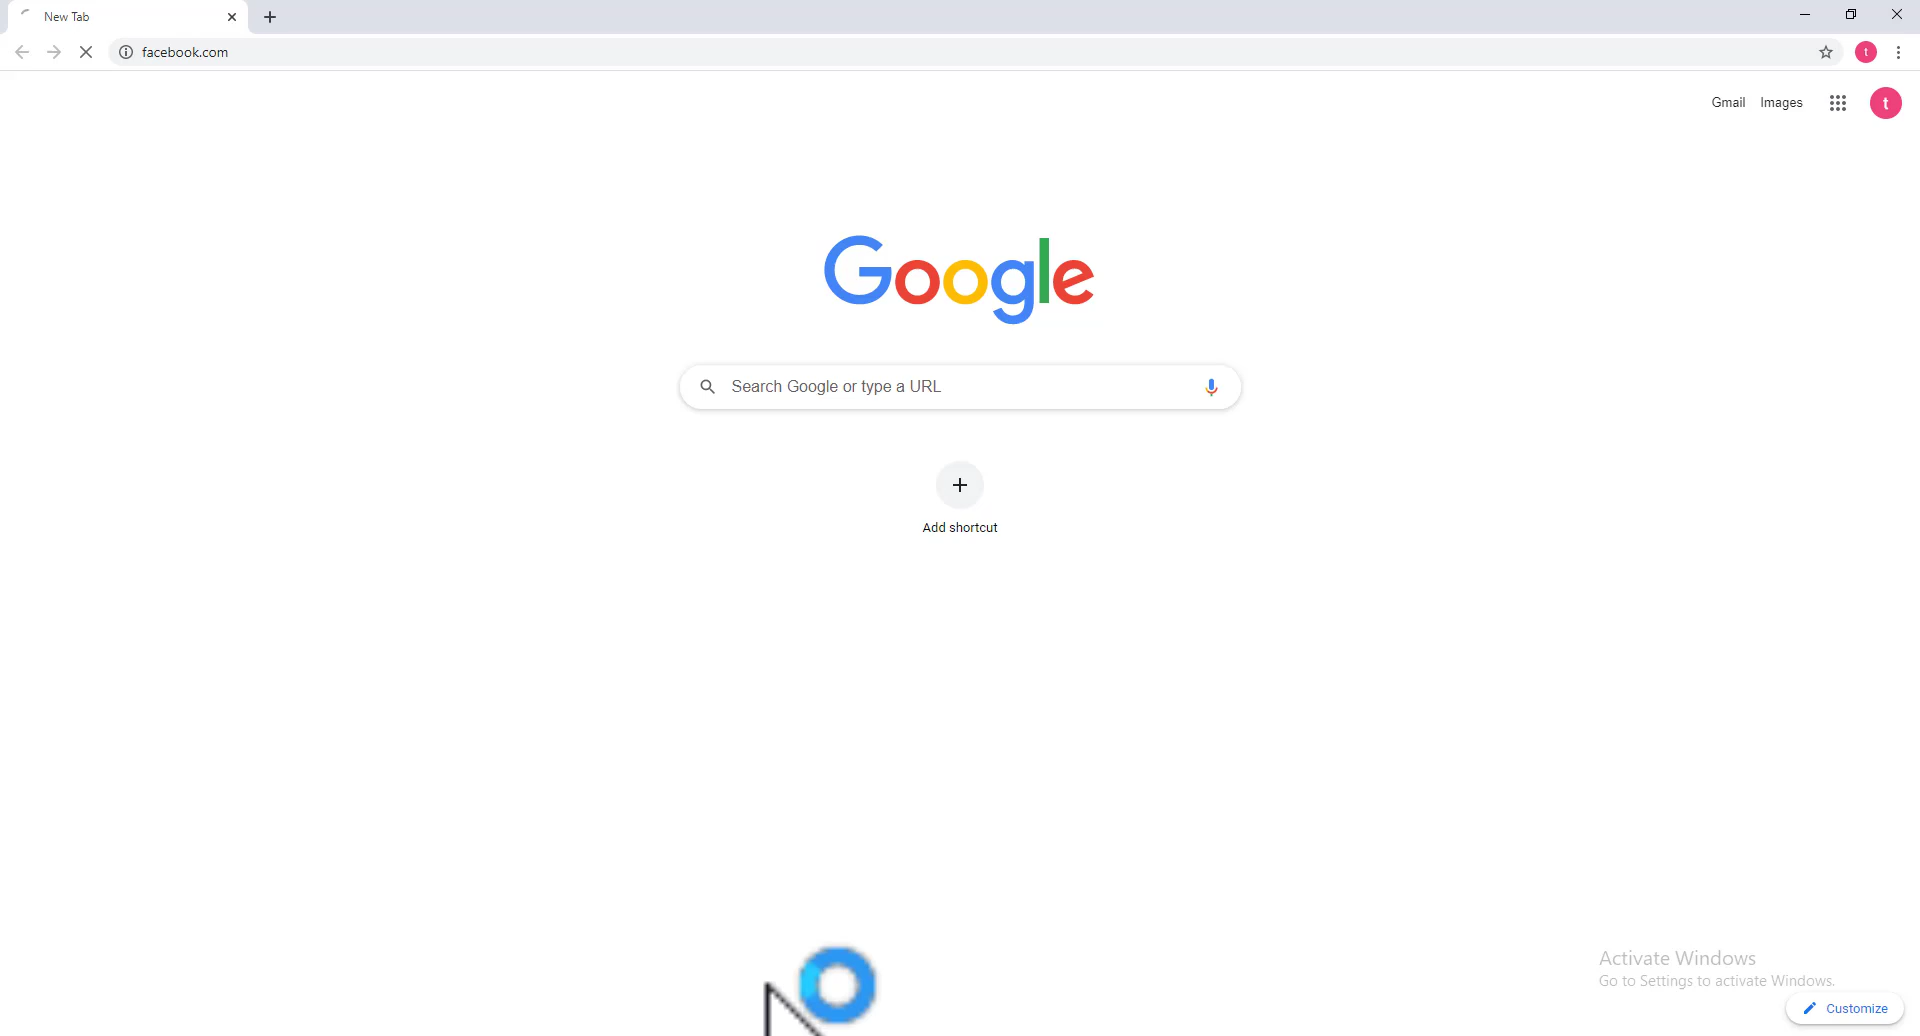 New Tab
facebook.com
t
Gmail Images
t
Google
Search Google or type a URL
Add shortcut
Activate Windows
Go to Settings to activate Windows.
Customize